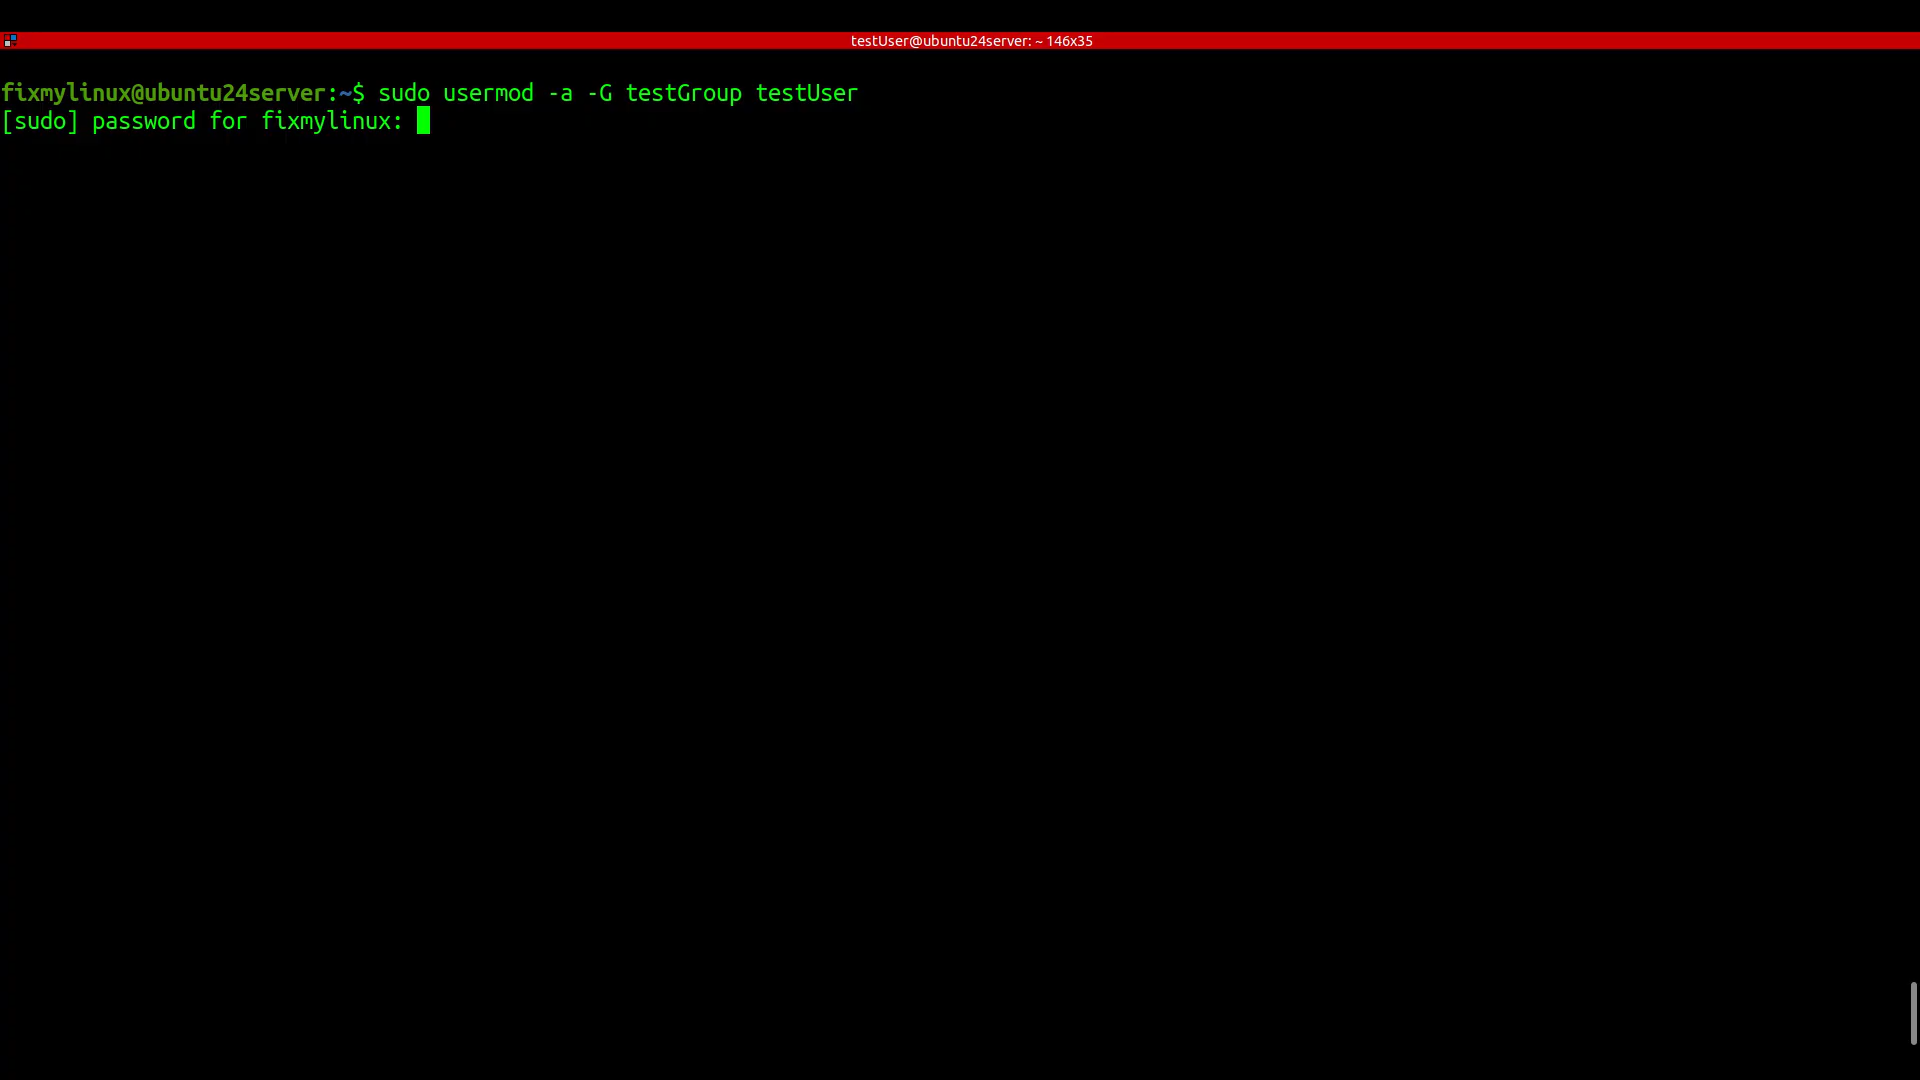 testUser@ubuntu24server: ~ 146x35
fixmylinux@ubuntu24server:~$ sudo usermod -a -G testGroup testUser
[sudo] password for fixmylinux: